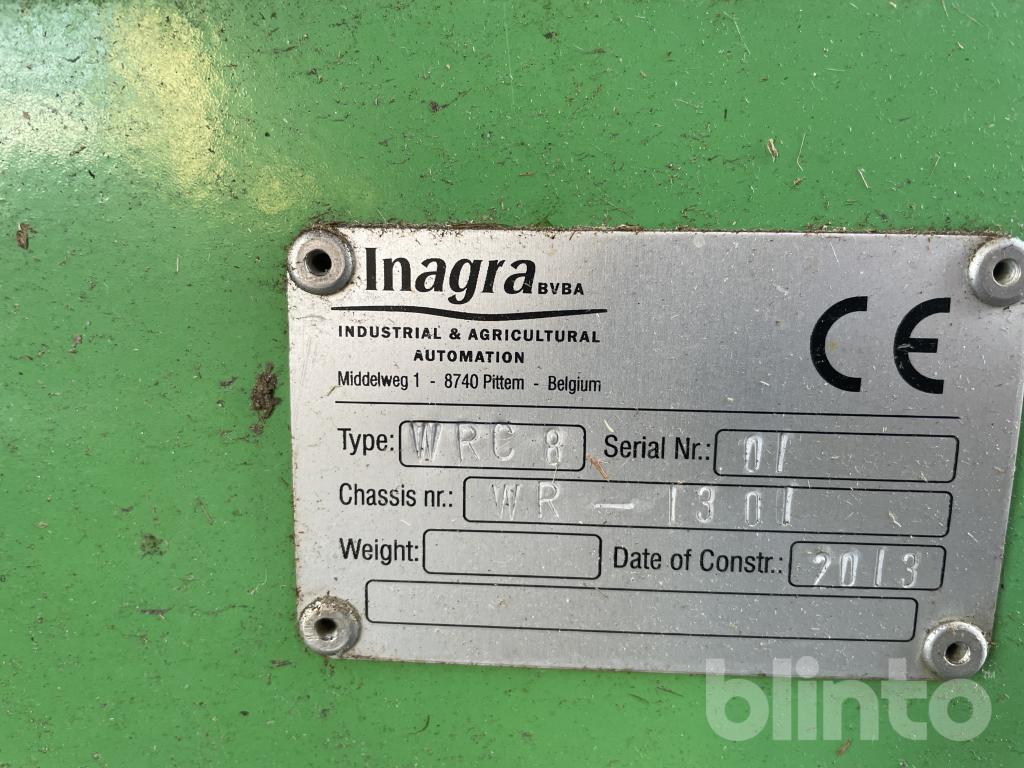 Inagra BVBA
INDUSTRIAL & AGRICULTURAL
AUTOMATION
Middelweg 1 - 8740 Pittem - Belgium
CE
Type: WRC 8 Serial Nr.: 01
Chassis nr.: WR - 1301
Weight: Date of Constr.: 2013
blinto™